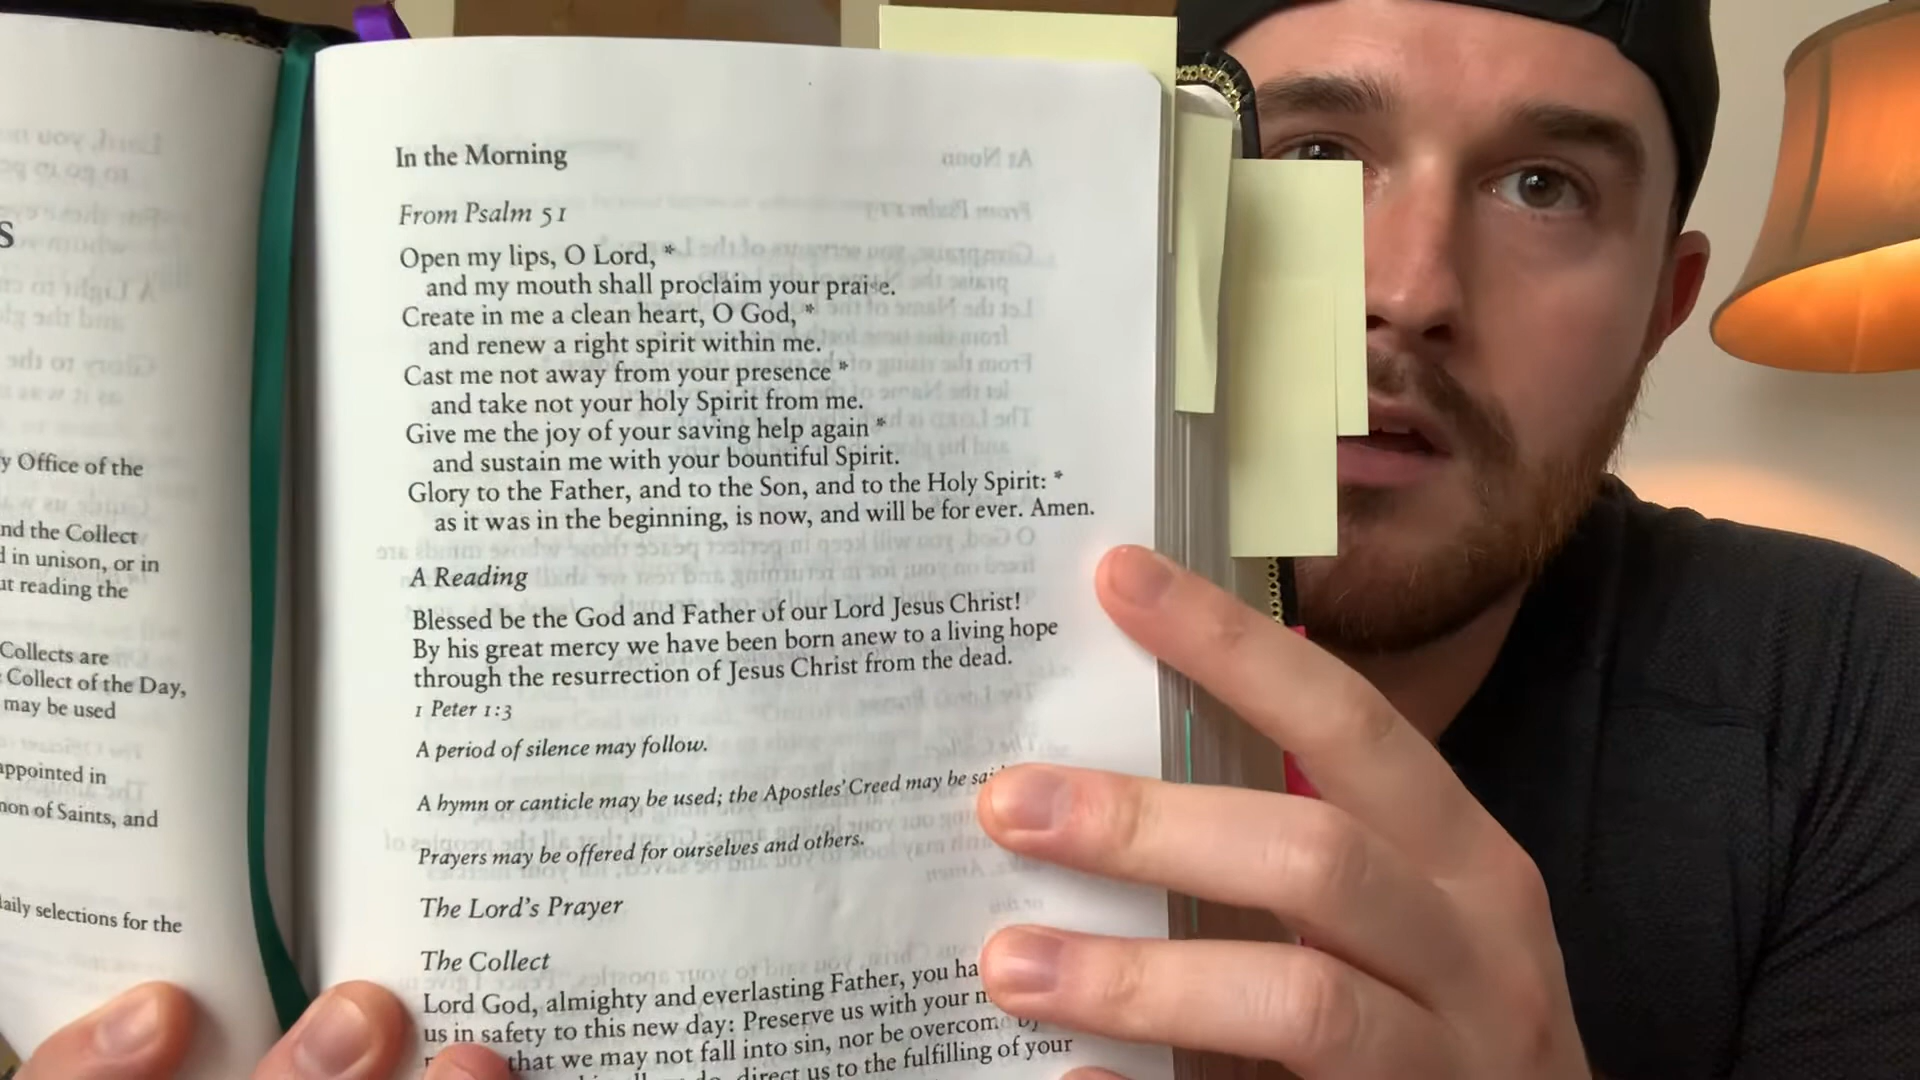 s
y Office of the
nd the Collect
d in unison, or in
ut reading the
Collects are
Collect of the Day,
may be used
appointed in
non of Saints, and
daily selections for the
In the Morning
From Psalm 51
Open my lips, O Lord, *
and my mouth shall proclaim your praise.
Create in me a clean heart, O God, *
and renew a right spirit within me.
Cast me not away from your presence *
and take not your holy Spirit from me.
Give me the joy of your saving help again *
and sustain me with your bountiful Spirit.
Glory to the Father, and to the Son, and to the Holy Spirit: *
as it was in the beginning, is now, and will be for ever. Amen.
A Reading
Blessed be the God and Father of our Lord Jesus Christ!
By his great mercy we have been born anew to a living hope
through the resurrection of Jesus Christ from the dead.
1 Peter 1:3
A period of silence may follow.
A hymn or canticle may be used; the Apostles' Creed may be sai
Prayers may be offered for ourselves and others.
The Lord's Prayer
The Collect
Lord God, almighty and everlasting Father, you ha
us in safety to this new day: Preserve us with your m
that we may not fall into sin, nor be overcome by
direct us to the fulfilling of your